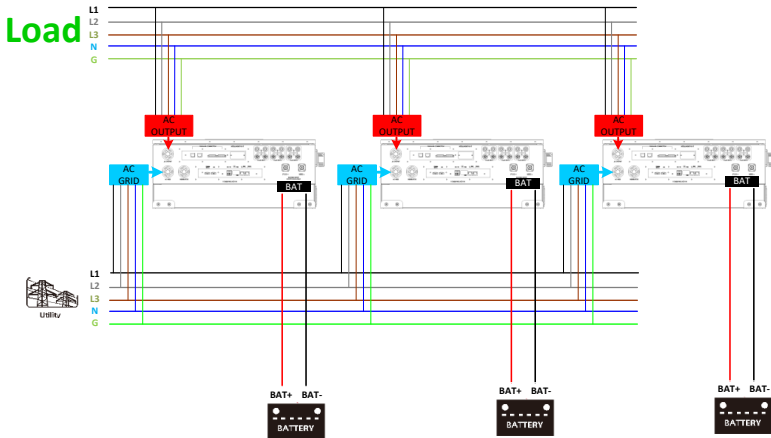 L1
L2
Load
L3
N
G
AC
OUTPUT
AC
OUTPUT
AC
OUTPUT
AC
GRID
AC
GRID
AC
GRID
BAT
BAT
BAT
L1
L2
L3
N
G
Utility
BAT+ BAT-
BAT+ BAT-
BAT+ BAT-
BATTERY
BATTERY
BATTERY